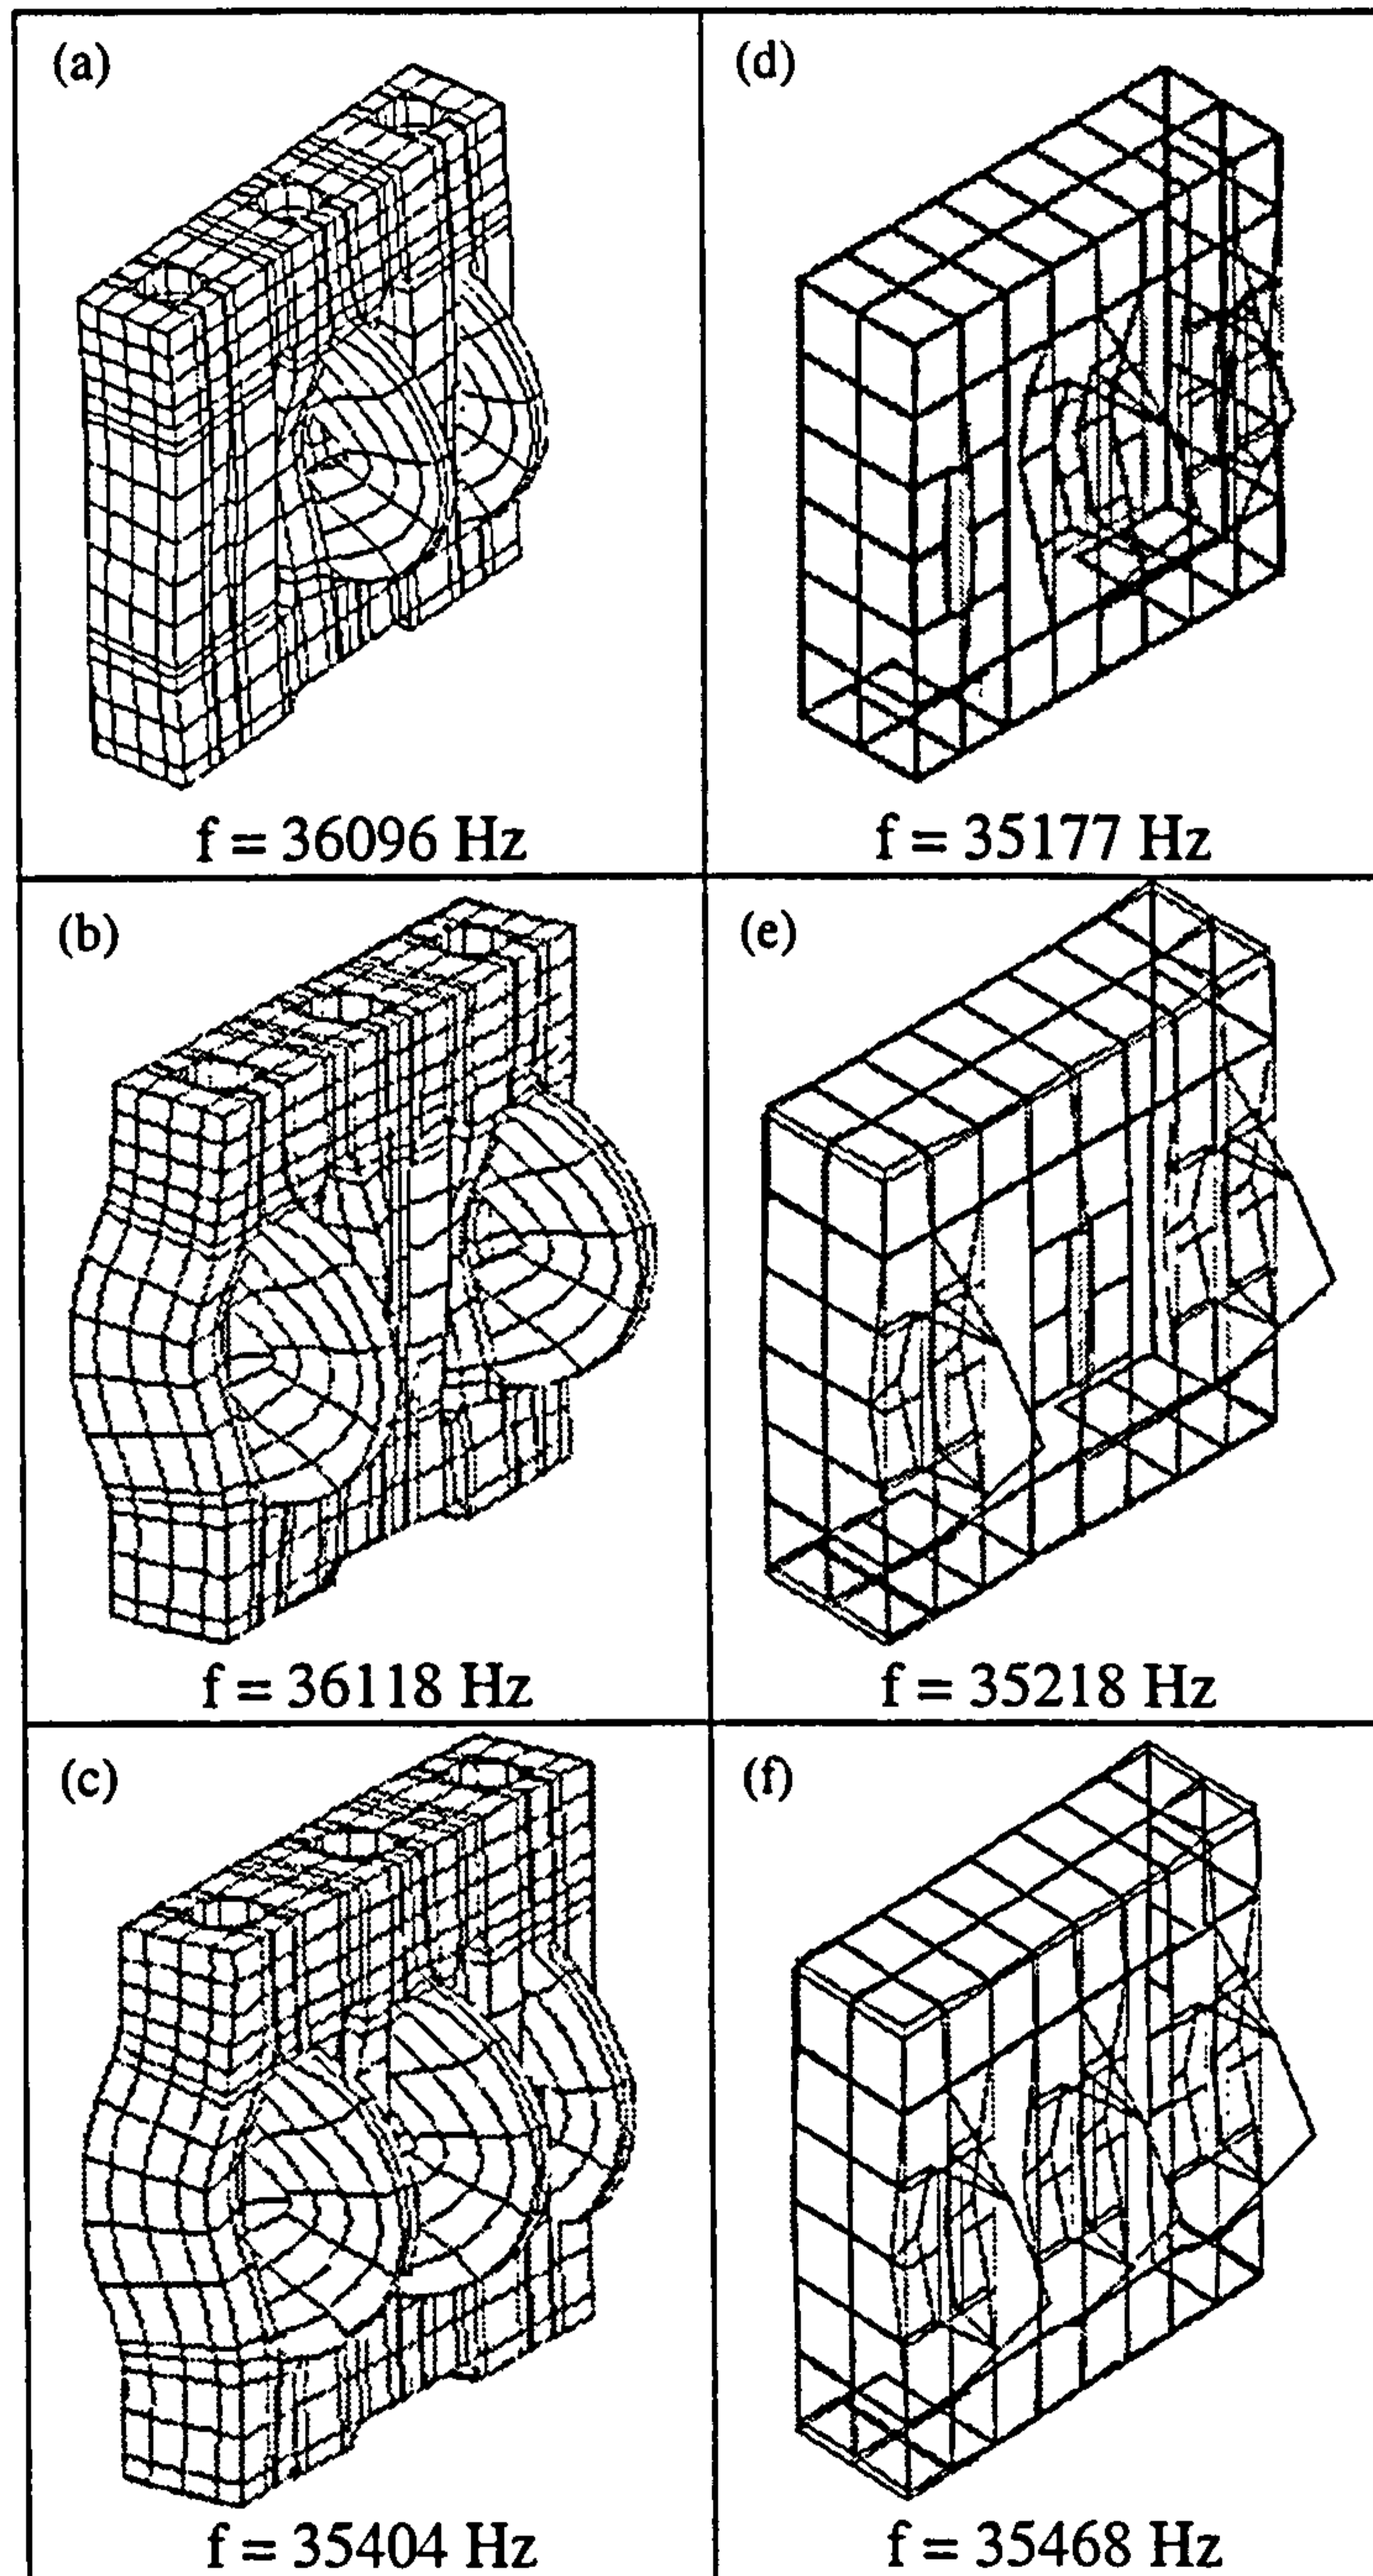 (a)
f = 36096 Hz
(d)
f = 35177 Hz
(b)
f = 36118 Hz
(e)
f = 35218 Hz
(c)
f = 35404 Hz
(f)
f = 35468 Hz